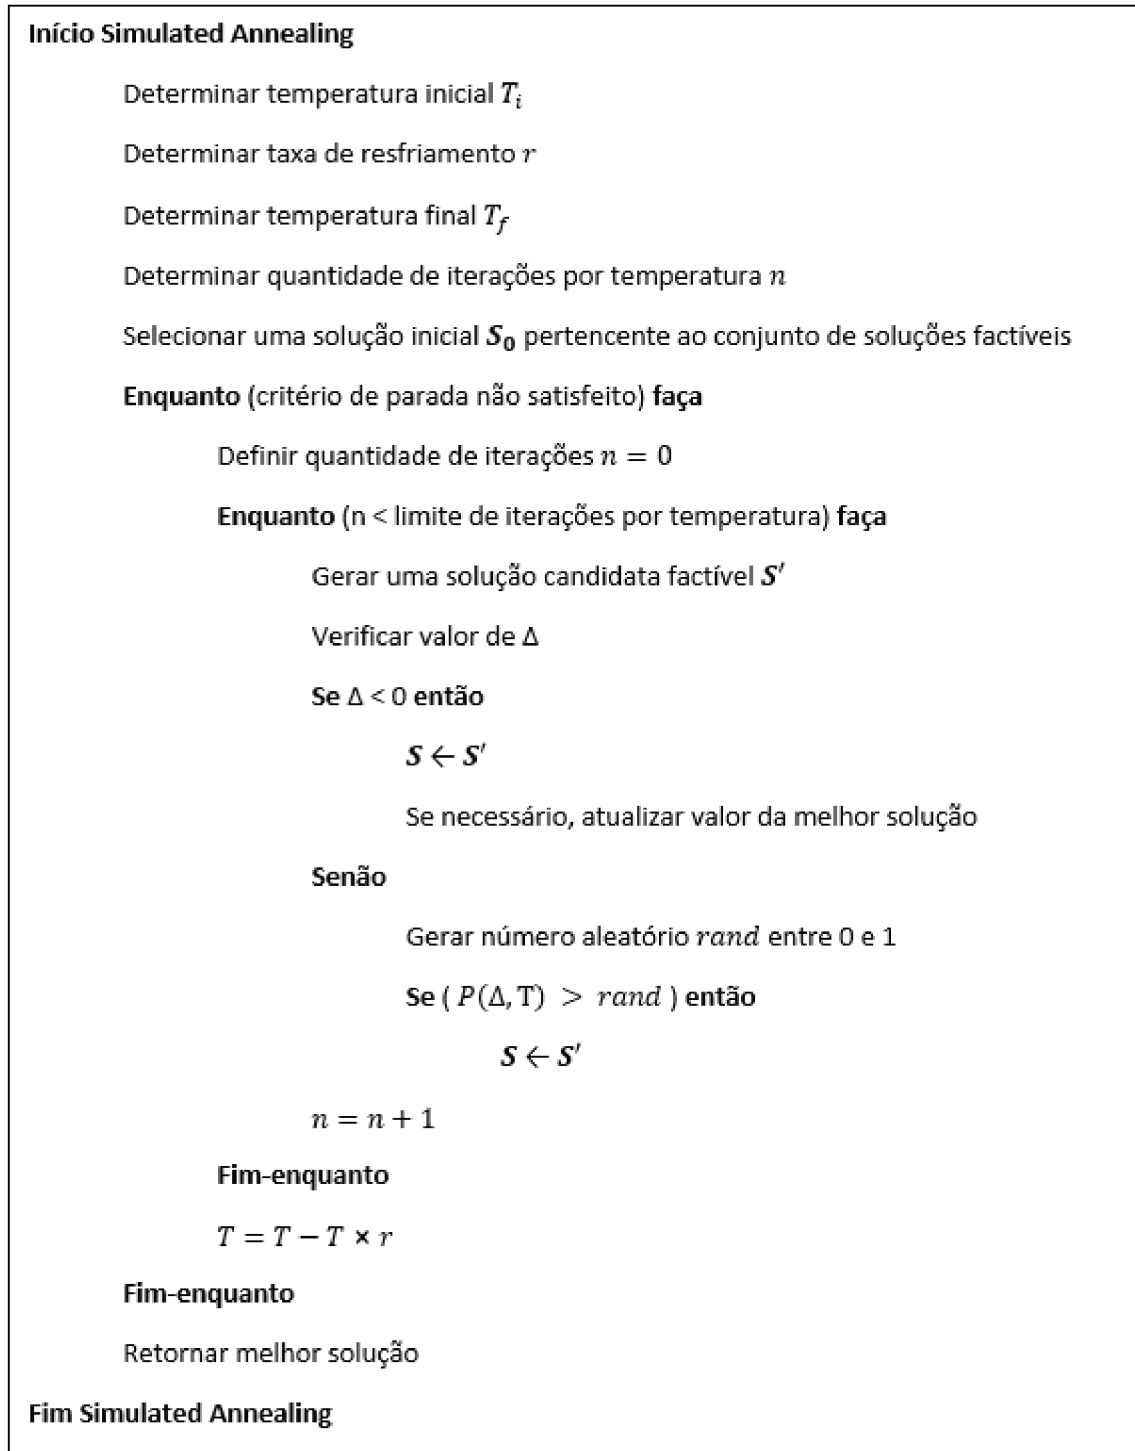 Início Simulated Annealing
Determinar temperatura inicial Tᵢ
Determinar taxa de resfriamento r
Determinar temperatura final T_f
Determinar quantidade de iterações por temperatura n
Selecionar uma solução inicial S₀ pertencente ao conjunto de soluções factíveis
Enquanto (critério de parada não satisfeito) faça
Definir quantidade de iterações n = 0
Enquanto (n < limite de iterações por temperatura) faça
Gerar uma solução candidata factível S′
Verificar valor de Δ
Se Δ < 0 então
S ← S′
Se necessário, atualizar valor da melhor solução
Senão
Gerar número aleatório rand entre 0 e 1
Se ( P(Δ, T) > rand ) então
S ← S′
n = n + 1
Fim-enquanto
T = T − T × r
Fim-enquanto
Retornar melhor solução
Fim Simulated Annealing